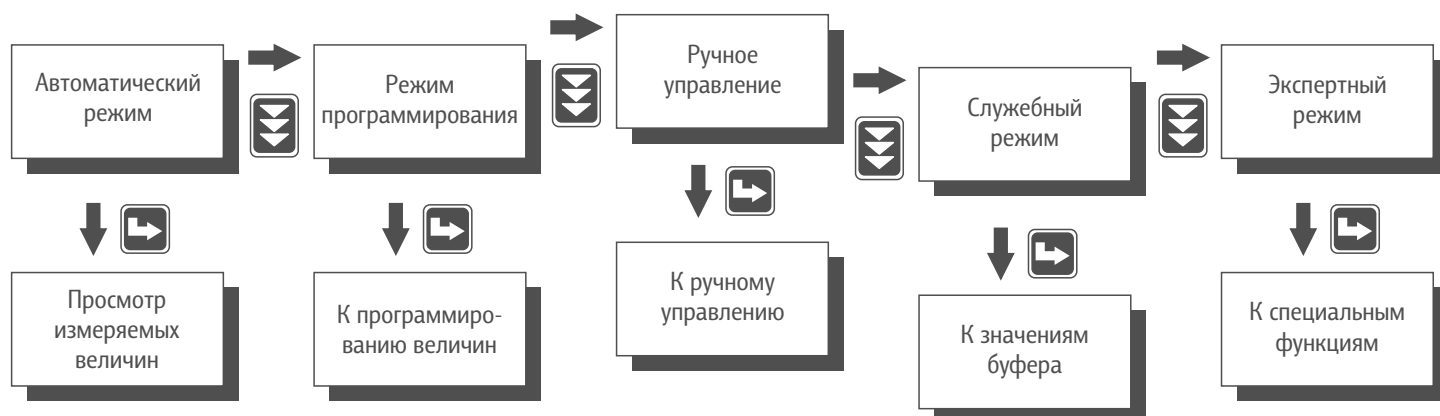 Автоматический
режим
Режим
программирования
Ручное
управление
Служебный
режим
Экспертный
режим
Просмотр
измеряемых
величин
К программиро-
ванию величин
К ручному
управлению
К значениям
буфера
К специальным
функциям